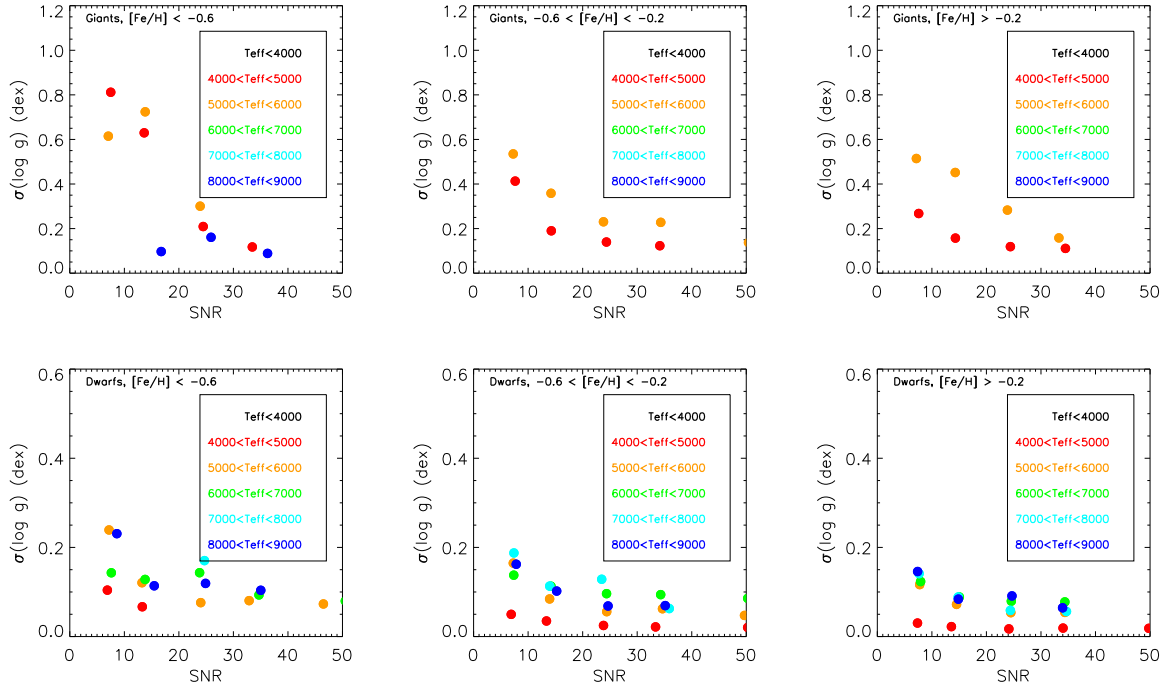 Giants, [Fe/H] < −0.6
Teff<4000
4000<Teff<5000
5000<Teff<6000
6000<Teff<7000
7000<Teff<8000
8000<Teff<9000
σ(log g) (dex)
1.2
1.0
0.8
0.6
0.4
0.2
0.0
0 10 20 30 40 50
SNR
Giants, −0.6 < [Fe/H] < −0.2
Teff<4000
4000<Teff<5000
5000<Teff<6000
6000<Teff<7000
7000<Teff<8000
8000<Teff<9000
σ(log g) (dex)
1.2
1.0
0.8
0.6
0.4
0.2
0.0
0 10 20 30 40 50
SNR
Giants, [Fe/H] > −0.2
Teff<4000
4000<Teff<5000
5000<Teff<6000
6000<Teff<7000
7000<Teff<8000
8000<Teff<9000
σ(log g) (dex)
1.2
1.0
0.8
0.6
0.4
0.2
0.0
0 10 20 30 40 50
SNR
Dwarfs, [Fe/H] < −0.6
Teff<4000
4000<Teff<5000
5000<Teff<6000
6000<Teff<7000
7000<Teff<8000
8000<Teff<9000
σ(log g) (dex)
0.6
0.4
0.2
0.0
0 10 20 30 40 50
SNR
Dwarfs, −0.6 < [Fe/H] < −0.2
Teff<4000
4000<Teff<5000
5000<Teff<6000
6000<Teff<7000
7000<Teff<8000
8000<Teff<9000
σ(log g) (dex)
0.6
0.4
0.2
0.0
0 10 20 30 40 50
SNR
Dwarfs, [Fe/H] > −0.2
Teff<4000
4000<Teff<5000
5000<Teff<6000
6000<Teff<7000
7000<Teff<8000
8000<Teff<9000
σ(log g) (dex)
0.6
0.4
0.2
0.0
0 10 20 30 40 50
SNR